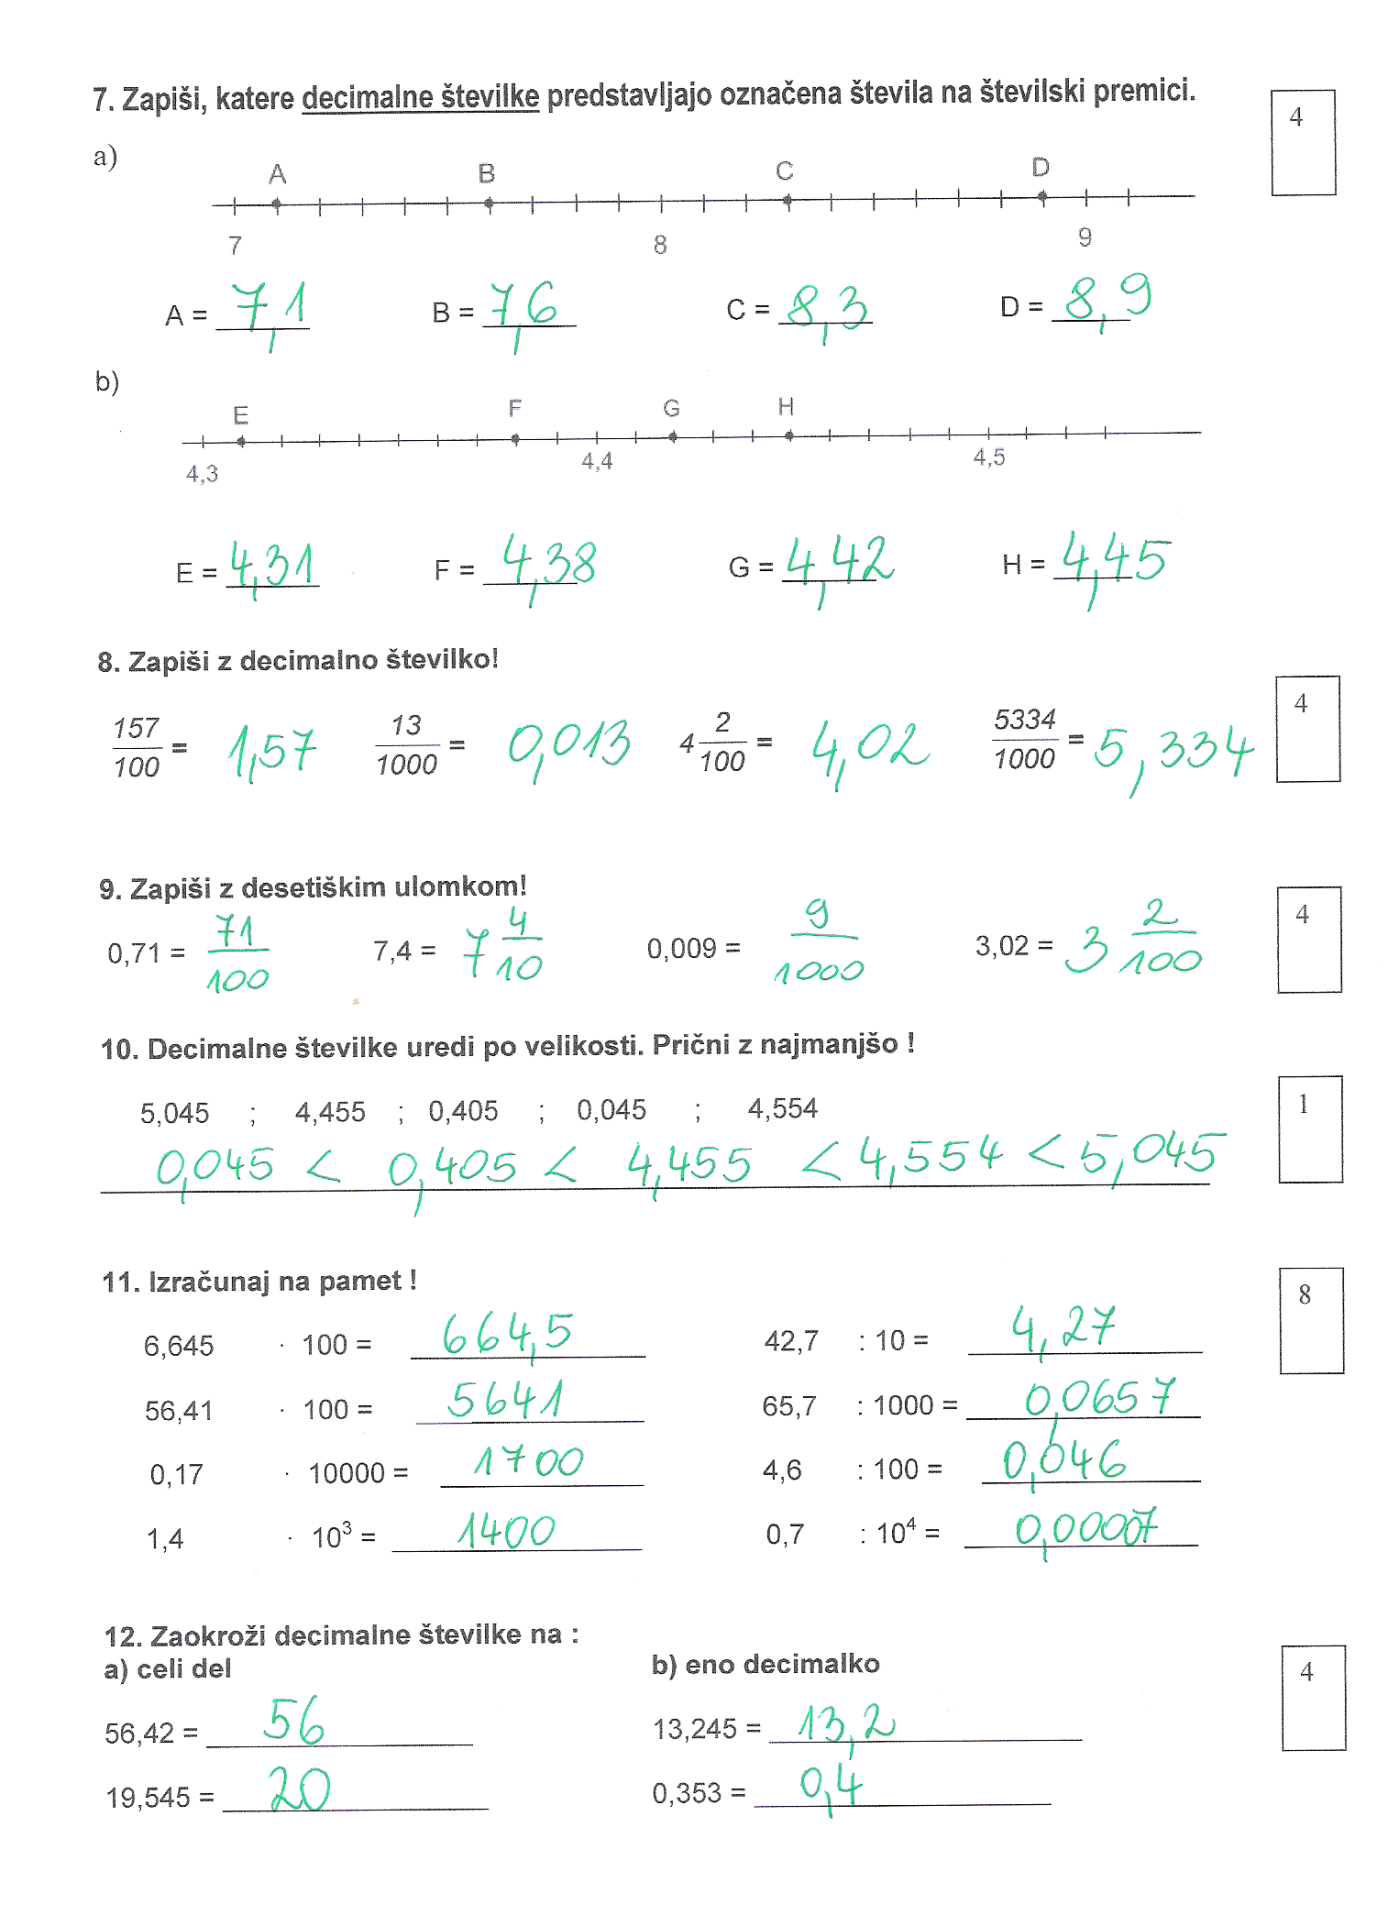 7. Zapiši, katere decimalne številke predstavljajo označena števila na številski premici.
4
a)
A B C D
7 8 9
A = 7,1 B = 7,6 C = 8,3 D = 8,9
b)
E F G H
4,3 4,4 4,5
E = 4,31 F = 4,38 G = 4,42 H = 4,45
8. Zapiši z decimalno številko!
4
157/100 = 1,57 13/1000 = 0,013 4 2/100 = 4,02 5334/1000 = 5,334
9. Zapiši z desetiškim ulomkom!
4
0,71 = 71/100 7,4 = 7 4/10 0,009 = 9/1000 3,02 = 3 2/100
10. Decimalne številke uredi po velikosti. Prični z najmanjšo !
1
5,045 ; 4,455 ; 0,405 ; 0,045 ; 4,554
0,045 < 0,405 < 4,455 < 4,554 < 5,045
11. Izračunaj na pamet !
8
6,645 · 100 = 664,5 42,7 : 10 = 4,27
56,41 · 100 = 5641 65,7 : 1000 = 0,0657
0,17 · 10000 = 1700 4,6 : 100 = 0,046
1,4 · 10³ = 1400 0,7 : 10⁴ = 0,00007
12. Zaokroži decimalne številke na :
a) celi del b) eno decimalko
4
56,42 = 56 13,245 = 13,2
19,545 = 20 0,353 = 0,4